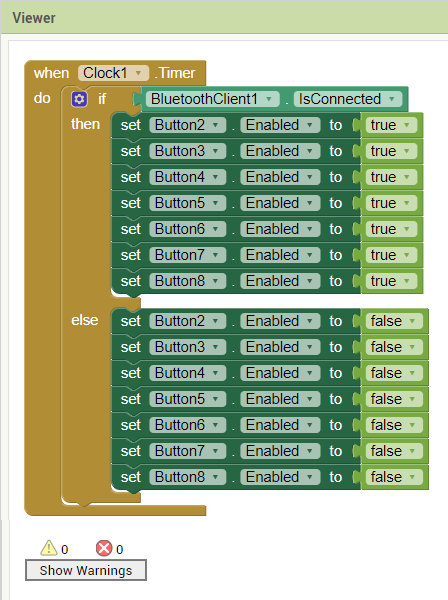 Viewer
when Clock1 .Timer
do if BluetoothClient1 . IsConnected
then set Button2 . Enabled to true
set Button3 . Enabled to true
set Button4 . Enabled to true
set Button5 . Enabled to true
set Button6 . Enabled to true
set Button7 . Enabled to true
set Button8 . Enabled to true
else set Button2 . Enabled to false
set Button3 . Enabled to false
set Button4 . Enabled to false
set Button5 . Enabled to false
set Button6 . Enabled to false
set Button7 . Enabled to false
set Button8 . Enabled to false
0 0
Show Warnings